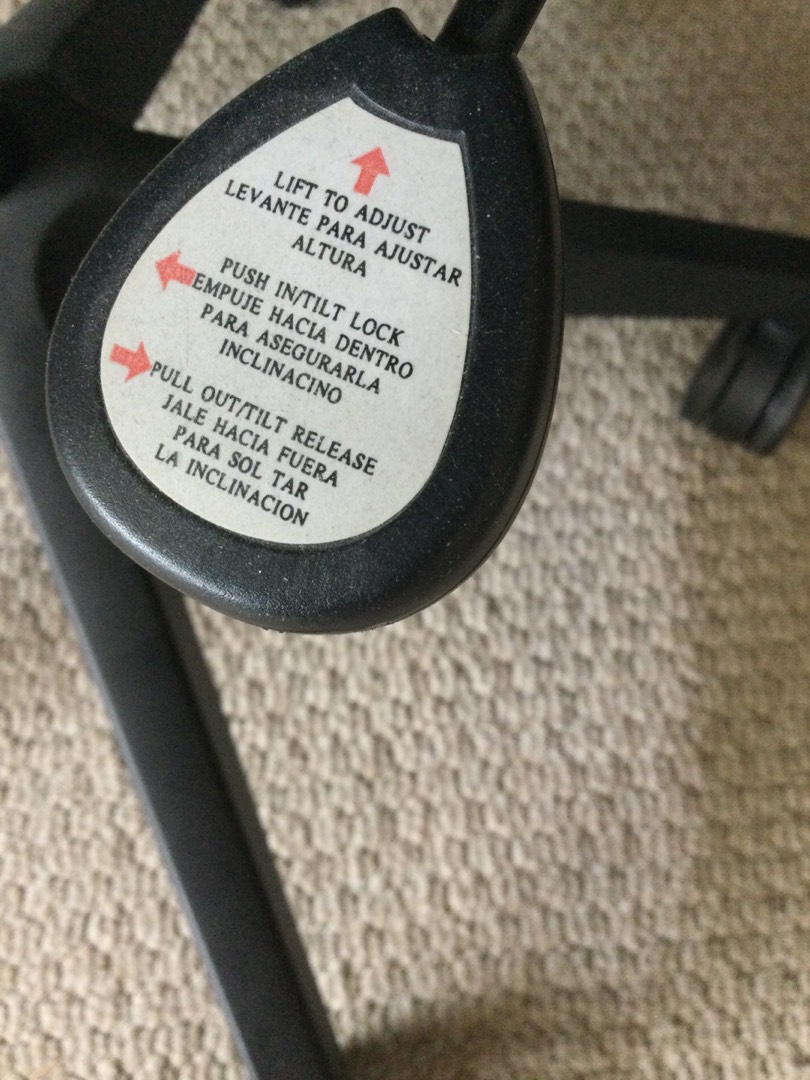 LIFT TO ADJUST
LEVANTE PARA AJUSTAR
ALTURA
PUSH IN/TILT LOCK
EMPUJE HACIA DENTRO
PARA ASEGURARLA
INCLINACINO
PULL OUT/TILT RELEASE
JALE HACIA FUERA
PARA SOL TAR
LA INCLINACION